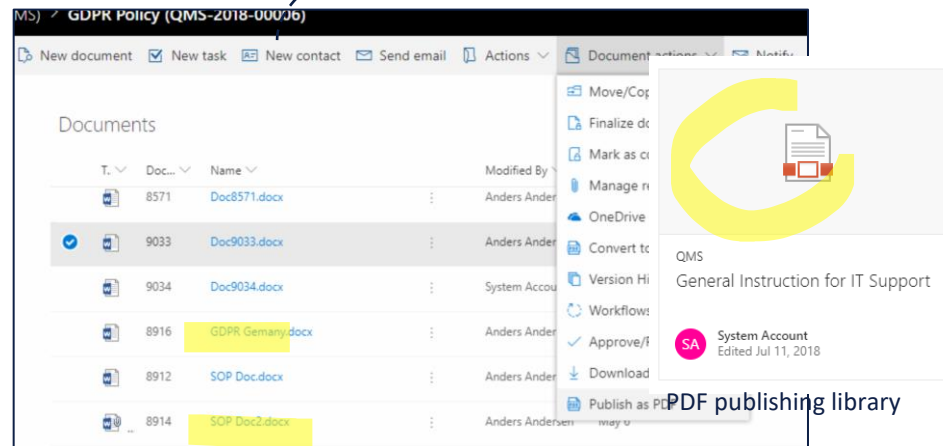 MS) > GDPR Policy (QMS-2018-00006)
New document New task New contact Send email Actions Document actions Notify
Documents
T. Doc... Name Modified By
8571 Doc8571.docx Anders Ander
9033 Doc9033.docx Anders Ander
9034 Doc9034.docx System Accou
8916 GDPR Gemany.docx Anders Ander
8912 SOP Doc.docx Anders Ander
8914 SOP Doc2.docx Anders Andersen May 6
Move/Cop
Finalize do
Mark as co
Manage re
OneDrive
Convert to
Version Hi
Workflows
Approve/R
Download
Publish as PDF
QMS
General Instruction for IT Support
SA
System Account
Edited Jul 11, 2018
PDF publishing library